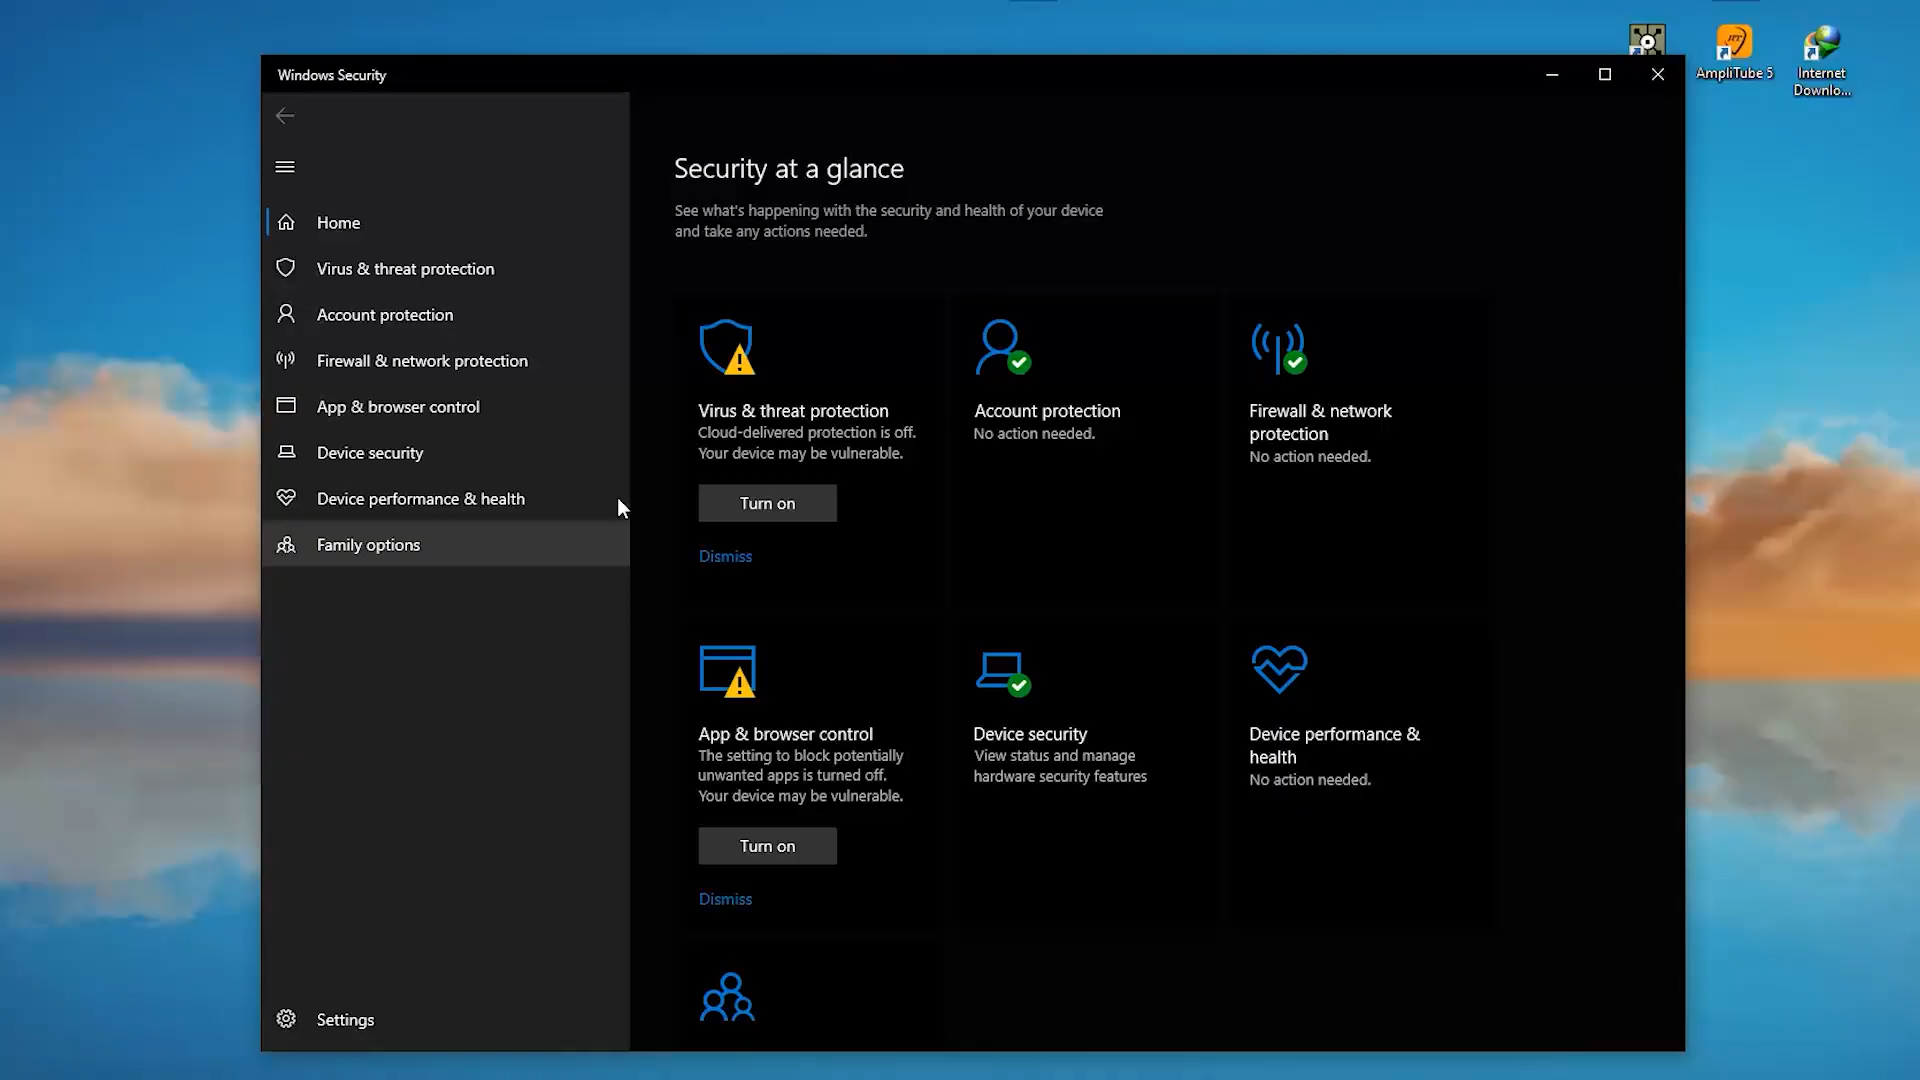 AmpliTube 5
Internet
Downlo...
Windows Security
Home
Virus & threat protection
Account protection
Firewall & network protection
App & browser control
Device security
Device performance & health
Family options
Settings
Security at a glance
See what's happening with the security and health of your device
and take any actions needed.
Virus & threat protection
Cloud-delivered protection is off.
Your device may be vulnerable.
Turn on
Dismiss
Account protection
No action needed.
Firewall & network
protection
No action needed.
App & browser control
The setting to block potentially
unwanted apps is turned off.
Your device may be vulnerable.
Turn on
Dismiss
Device security
View status and manage
hardware security features
Device performance &
health
No action needed.